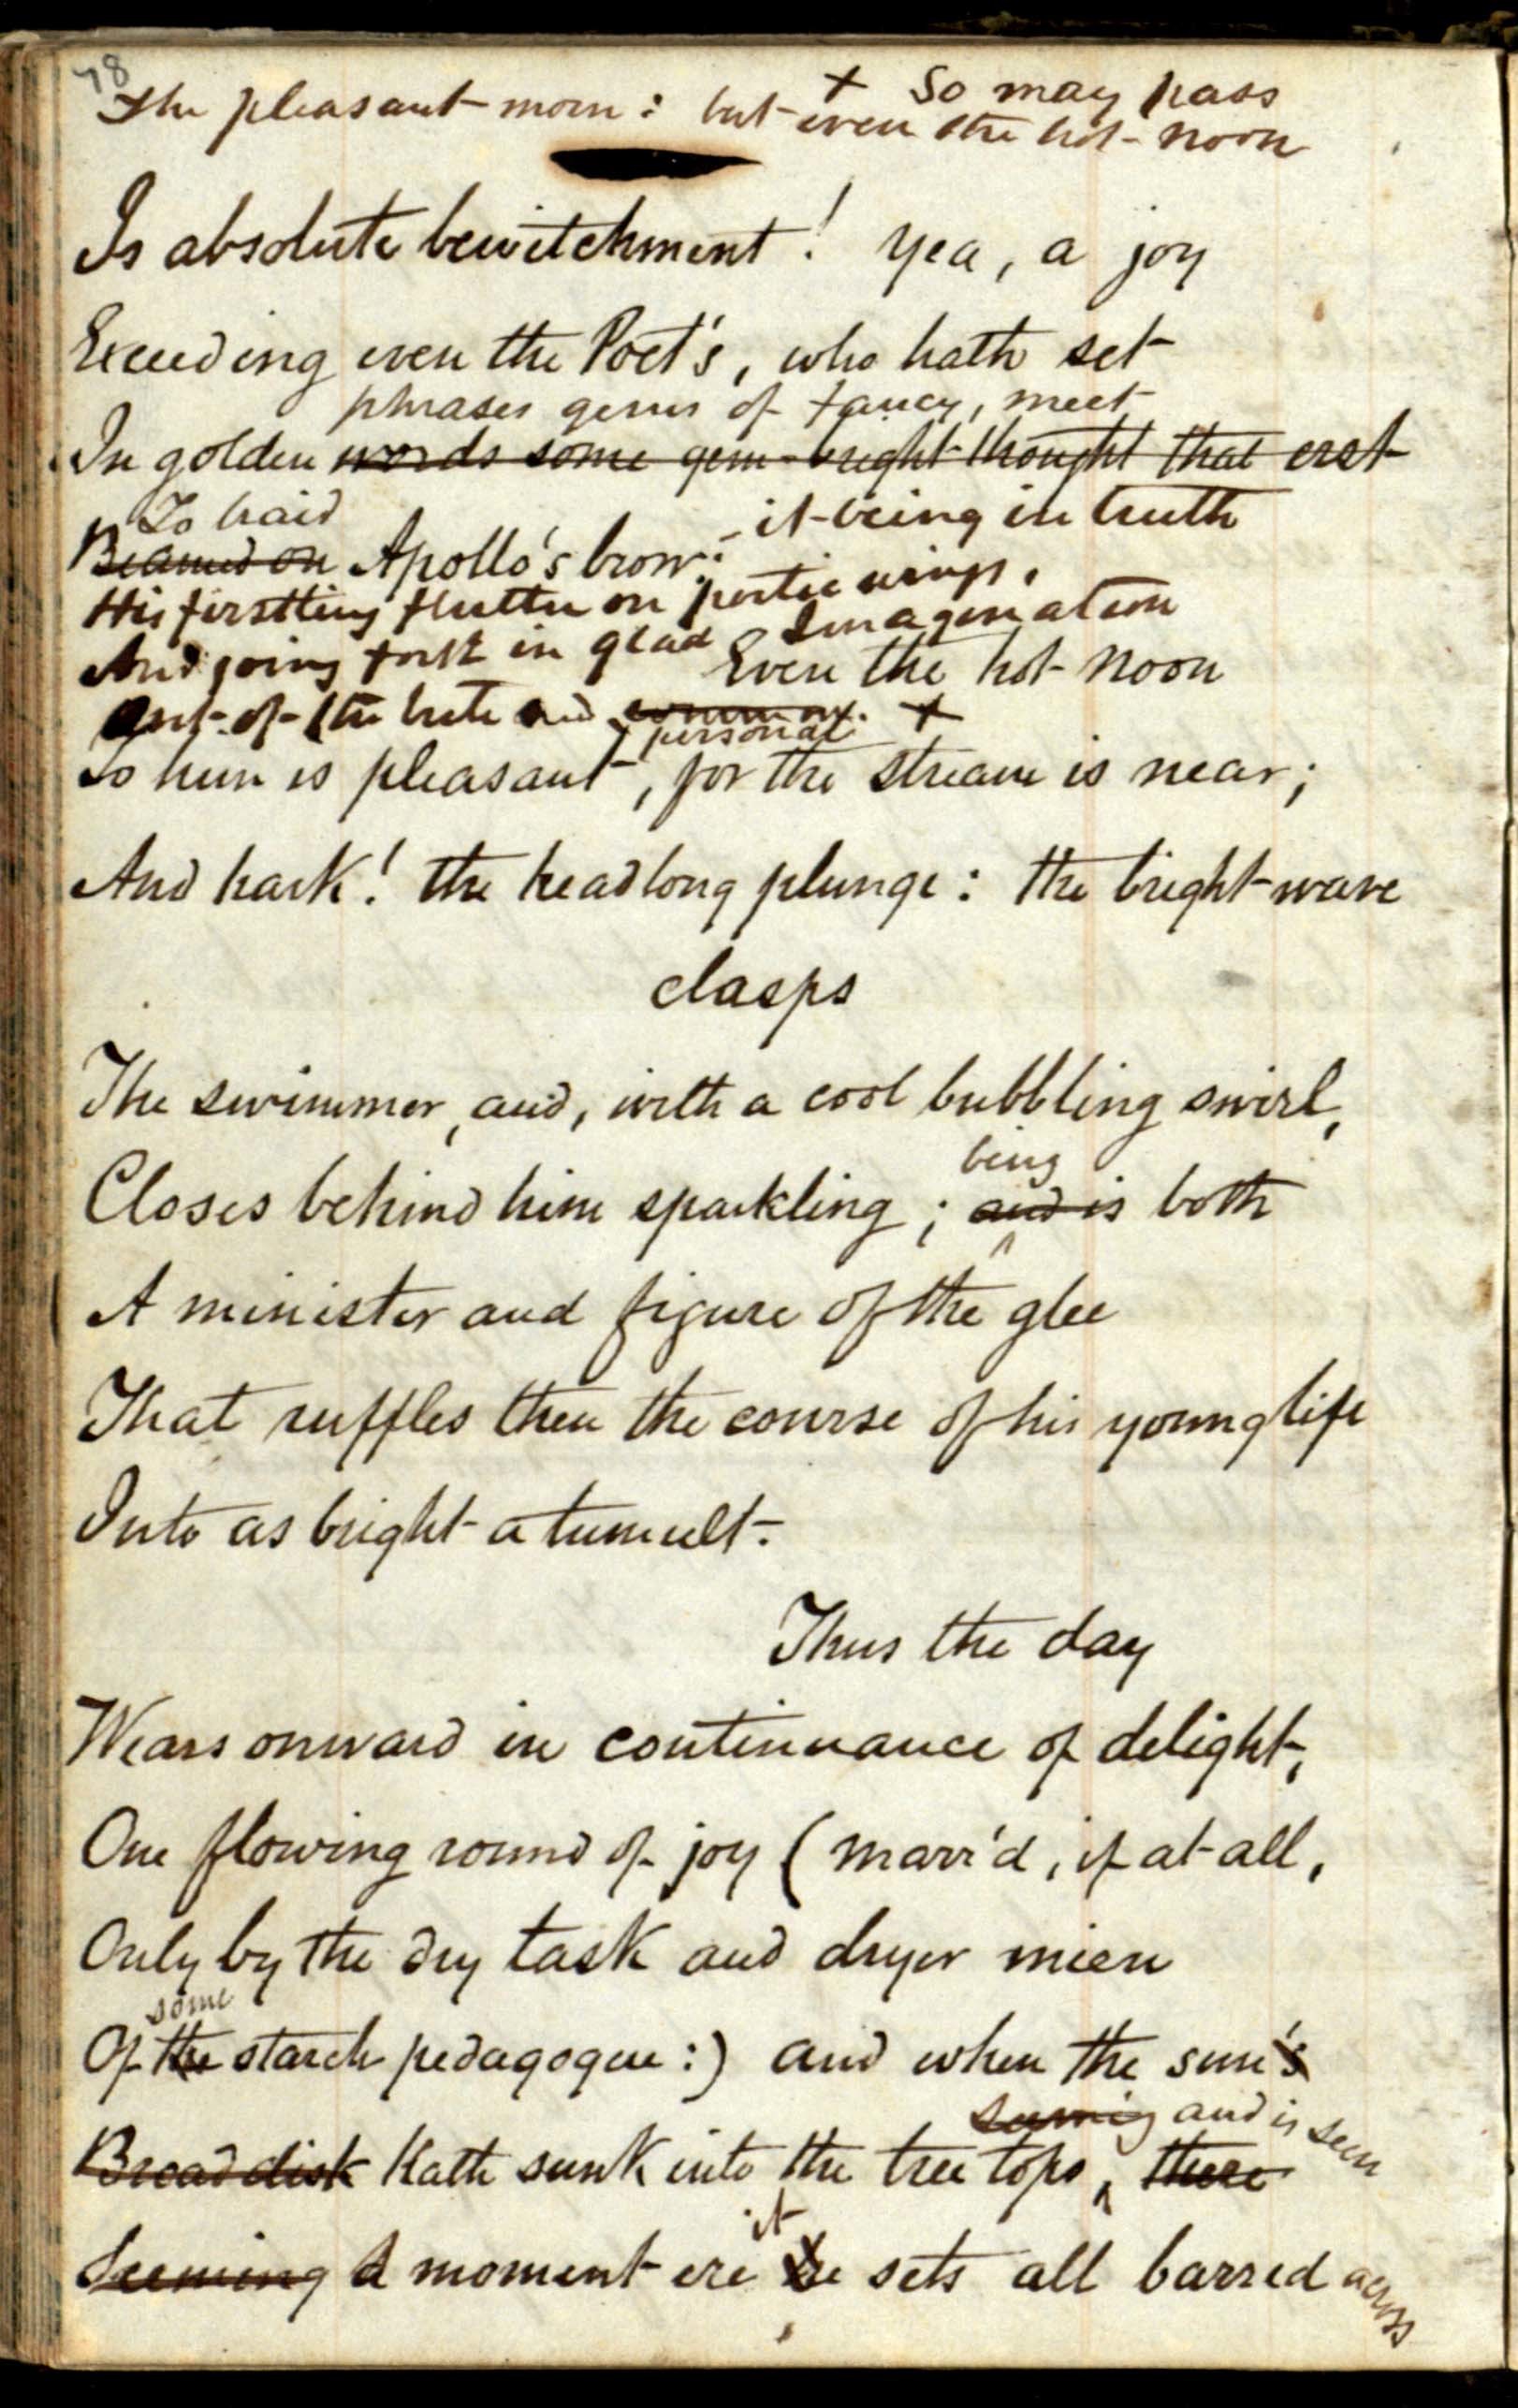 78
+ So may pass
The pleasant morn : but even the hot noon
Is absolute bewitchment ! yea, a joy
Exceeding even the Poet's, who hath set
phrases gems of fancy, meet
In golden words some gem-bright thought that erst
To braid
Beamed on Apollo's brow: - it being in truth
His firstling flutter on poetic wings,
And going forth in glad Imagination
Even the hot noon
Out-of-the brute and common +
personal.
To him is pleasant, for the stream is near;
And hark! the headlong plunge : the bright wave
clasps
The swimmer, and, with a cool bubbling swirl,
being
Closes behind him sparkling ; and is both
A minister and figure of the glee
That ruffles then the course of his young life
Into as bright a tumult.
Thus the day
Wears onward in continuance of delight,
One flowing round of joy (marr'd, if at all,
Only by the dry task and dryer mien
some
Of the starch pedagogue :) and when the sun's
seeming and is seen
Broad disk Hath sunk into the tree tops, there
it
Seeming A moment ere he sets all barred across